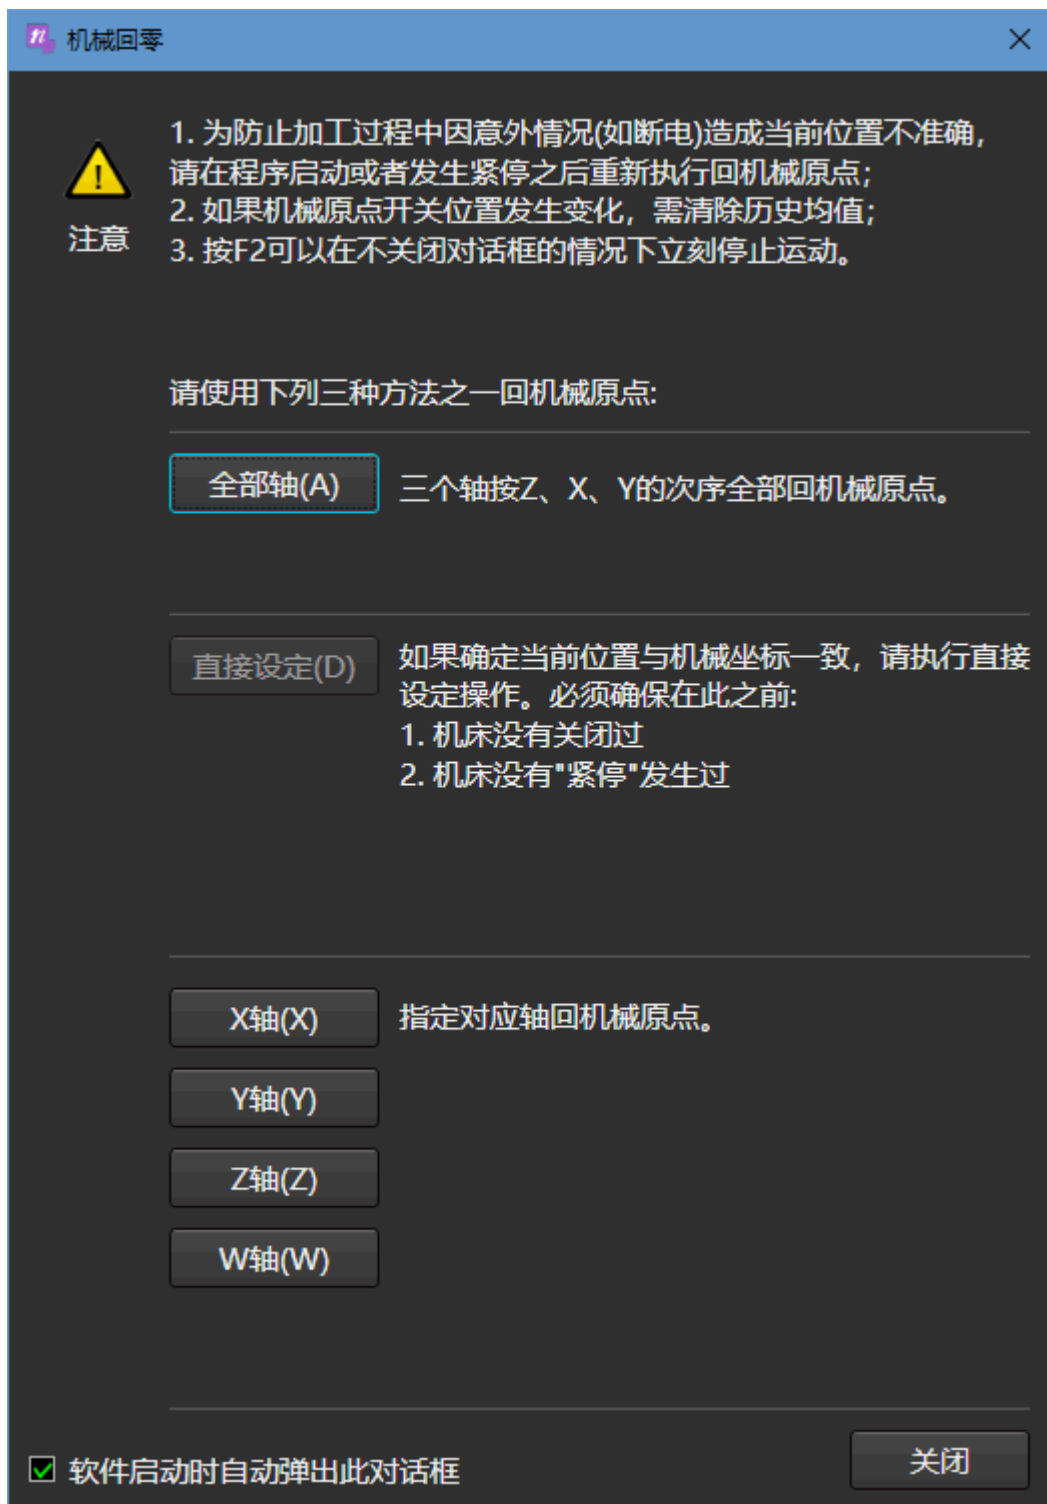 机械回零
1. 为防止加工过程中因意外情况(如断电)造成当前位置不准确，
请在程序启动或者发生紧停之后重新执行回机械原点；
2. 如果机械原点开关位置发生变化，需清除历史均值；
3. 按F2可以在不关闭对话框的情况下立刻停止运动。
注意
请使用下列三种方法之一回机械原点:
全部轴(A)
三个轴按Z、X、Y的次序全部回机械原点。
直接设定(D)
如果确定当前位置与机械坐标一致，请执行直接
设定操作。必须确保在此之前:
1. 机床没有关闭过
2. 机床没有"紧停"发生过
X轴(X)
指定对应轴回机械原点。
Y轴(Y)
Z轴(Z)
W轴(W)
软件启动时自动弹出此对话框
关闭